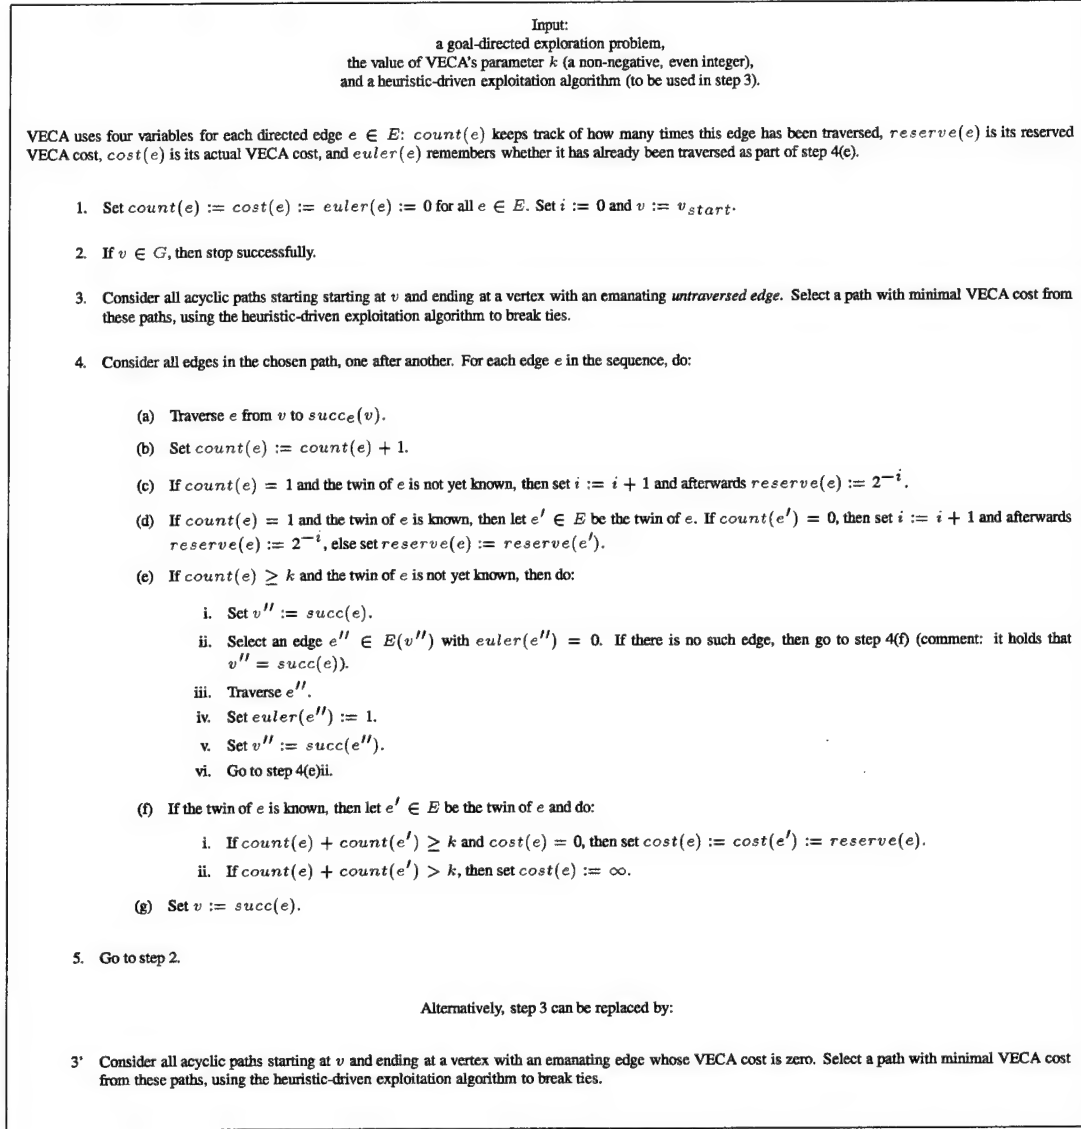 Input:
a goal-directed exploration problem,
the value of VECA's parameter k (a non-negative, even integer),
and a heuristic-driven exploitation algorithm (to be used in step 3).
VECA uses four variables for each directed edge e ∈ E: count(e) keeps track of how many times this edge has been traversed, reserve(e) is its reserved
VECA cost, cost(e) is its actual VECA cost, and euler(e) remembers whether it has already been traversed as part of step 4(e).
1. Set count(e) := cost(e) := euler(e) := 0 for all e ∈ E. Set i := 0 and v := v_start.
2. If v ∈ G, then stop successfully.
3. Consider all acyclic paths starting starting at v and ending at a vertex with an emanating untraversed edge. Select a path with minimal VECA cost from
these paths, using the heuristic-driven exploitation algorithm to break ties.
4. Consider all edges in the chosen path, one after another. For each edge e in the sequence, do:
(a) Traverse e from v to succ_e(v).
(b) Set count(e) := count(e) + 1.
(c) If count(e) = 1 and the twin of e is not yet known, then set i := i + 1 and afterwards reserve(e) := 2^{-i}.
(d) If count(e) = 1 and the twin of e is known, then let e' ∈ E be the twin of e. If count(e') = 0, then set i := i + 1 and afterwards
reserve(e) := 2^{-i}, else set reserve(e) := reserve(e').
(e) If count(e) ≥ k and the twin of e is not yet known, then do:
i. Set v'' := succ(e).
ii. Select an edge e'' ∈ E(v'') with euler(e'') = 0. If there is no such edge, then go to step 4(f) (comment: it holds that
v'' = succ(e)).
iii. Traverse e''.
iv. Set euler(e'') := 1.
v. Set v'' := succ(e'').
vi. Go to step 4(e)ii.
(f) If the twin of e is known, then let e' ∈ E be the twin of e and do:
i. If count(e) + count(e') ≥ k and cost(e) = 0, then set cost(e) := cost(e') := reserve(e).
ii. If count(e) + count(e') > k, then set cost(e) := ∞.
(g) Set v := succ(e).
5. Go to step 2.
Alternatively, step 3 can be replaced by:
3' Consider all acyclic paths starting at v and ending at a vertex with an emanating edge whose VECA cost is zero. Select a path with minimal VECA cost
from these paths, using the heuristic-driven exploitation algorithm to break ties.